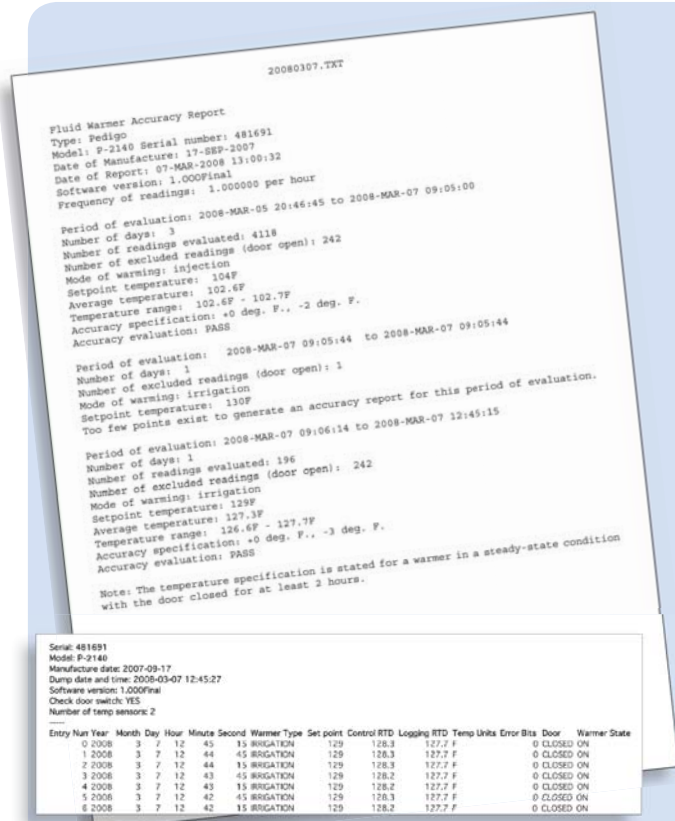 20080307.TXT
Fluid Warmer Accuracy Report
Type: Pedigo
Model: P-2140 Serial number: 481691
Date of Manufacture: 17-SEP-2007
Date of Report: 07-MAR-2008 13:00:32
Software version: 1.000Final
Frequency of readings: 1.000000 per hour
Period of evaluation: 2008-MAR-05 20:46:45 to 2008-MAR-07 09:05:00
Number of days: 3
Number of readings evaluated: 4118
Number of excluded readings (door open): 242
Mode of warming: injection
Setpoint temperature: 104F
Average temperature: 102.6F
Temperature range: 102.6F - 102.7F
Accuracy specification: +0 deg. F., -2 deg. F.
Accuracy evaluation: PASS
Period of evaluation: 2008-MAR-07 09:05:44 to 2008-MAR-07 09:05:44
Number of days: 1
Number of excluded readings (door open): 1
Mode of warming: irrigation
Setpoint temperature: 130F
Too few points exist to generate an accuracy report for this period of evaluation.
Period of evaluation: 2008-MAR-07 09:06:14 to 2008-MAR-07 12:45:15
Number of days: 1
Number of readings evaluated: 196
Number of excluded readings (door open): 242
Mode of warming: irrigation
Setpoint temperature: 129F
Average temperature: 127.3F
Temperature range: 126.6F - 127.7F
Accuracy specification: +0 deg. F., -3 deg. F.
Accuracy evaluation: PASS
Note: The temperature specification is stated for a warmer in a steady-state condition
with the door closed for at least 2 hours.
Serial: 481691
Model: P-2140
Manufacture date: 2007-09-17
Dump date and time: 2008-03-07 12:45:27
Software version: 1.000Final
Check door switch: YES
Number of temp sensors: 2
-----
Entry Num Year Month Day Hour Minute Second Warmer Type Set point Control RTD Logging RTD Temp Units Error Bits Door Warmer State
0 2008 3 7 12 45 15 IRRIGATION 129 128.3 127.7 F 0 CLOSED ON
1 2008 3 7 12 44 45 IRRIGATION 129 128.3 127.7 F 0 CLOSED ON
2 2008 3 7 12 44 15 IRRIGATION 129 128.3 127.7 F 0 CLOSED ON
3 2008 3 7 12 43 45 IRRIGATION 129 128.2 127.7 F 0 CLOSED ON
4 2008 3 7 12 43 15 IRRIGATION 129 128.2 127.7 F 0 CLOSED ON
5 2008 3 7 12 42 45 IRRIGATION 129 128.3 127.7 F 0 CLOSED ON
6 2008 3 7 12 42 15 IRRIGATION 129 128.2 127.7 F 0 CLOSED ON